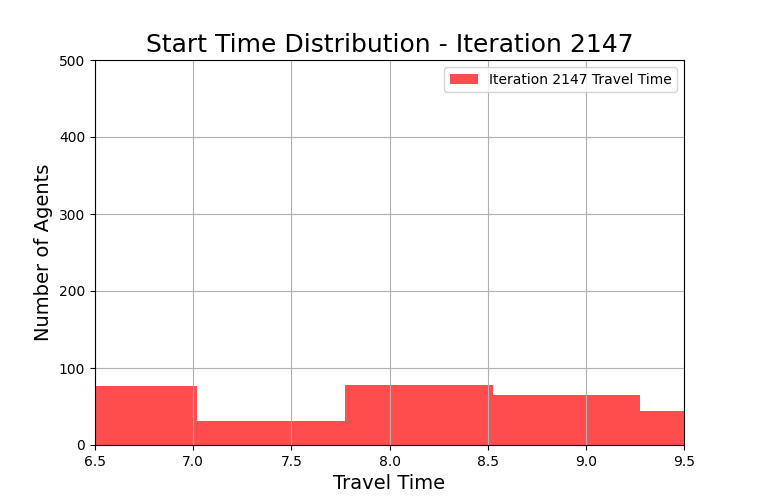 Start Time Distribution - Iteration 2147
Iteration 2147 Travel Time
Number of Agents
500
400
300
200
100
0
6.5 7.0 7.5 8.0 8.5 9.0 9.5
Travel Time